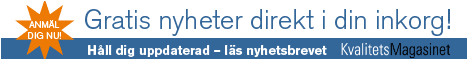 ANMÄL
DIG NU!
Gratis nyheter direkt i din inkorg!
Håll dig uppdaterad – läs nyhetsbrevet KvalitetsMagasinet